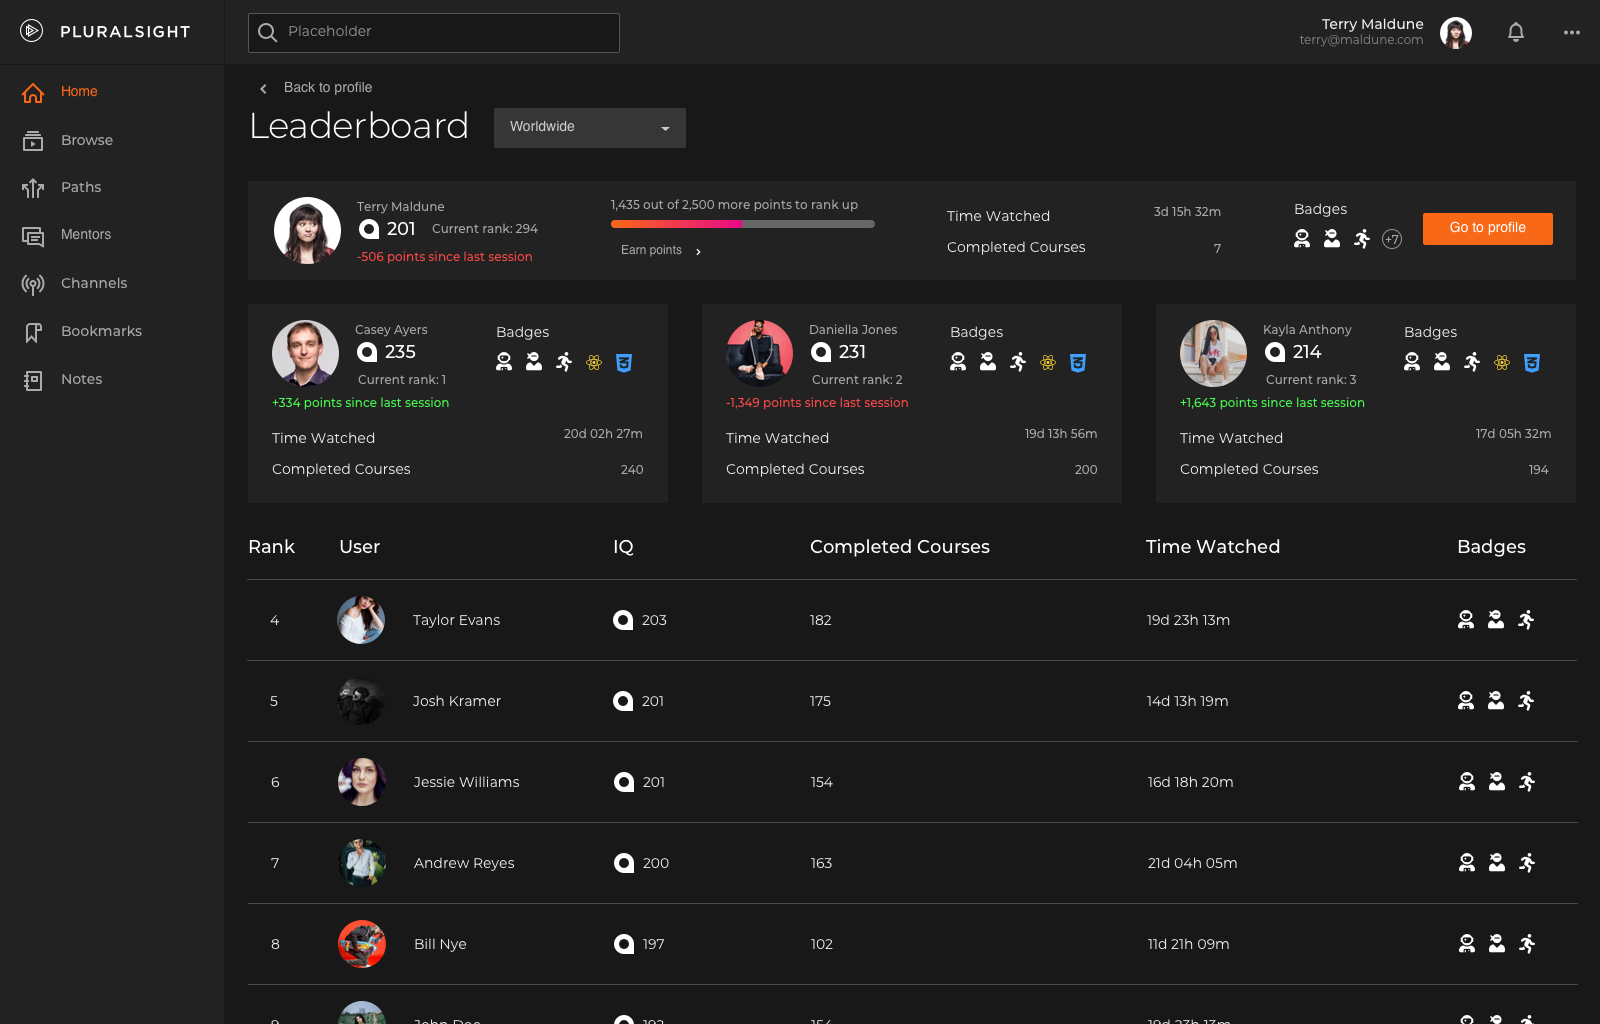 PLURALSIGHT
Placeholder
Terry Maldune
terry@maldune.com
Home
Browse
Paths
Mentors
Channels
Bookmarks
Notes
Back to profile
Leaderboard
Worldwide
Terry Maldune
201 Current rank: 294
-506 points since last session
1,435 out of 2,500 more points to rank up
Earn points
Time Watched 3d 15h 32m
Completed Courses 7
Badges
+7
Go to profile
Casey Ayers
235
Current rank: 1
+334 points since last session
Badges
Time Watched 20d 02h 27m
Completed Courses 240
Daniella Jones
231
Current rank: 2
-1,349 points since last session
Badges
Time Watched 19d 13h 56m
Completed Courses 200
Kayla Anthony
214
Current rank: 3
+1,643 points since last session
Badges
Time Watched 17d 05h 32m
Completed Courses 194
Rank User IQ Completed Courses Time Watched Badges
4 Taylor Evans 203 182 19d 23h 13m
5 Josh Kramer 201 175 14d 13h 19m
6 Jessie Williams 201 154 16d 18h 20m
7 Andrew Reyes 200 163 21d 04h 05m
8 Bill Nye 197 102 11d 21h 09m
9 John Doe 192 154 19d 23h 13m